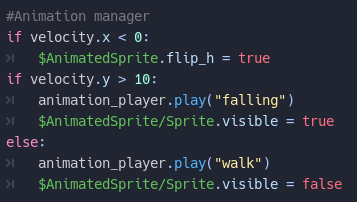 #Animation manager
if velocity.x < 0:
    $AnimatedSprite.flip_h = true
if velocity.y > 10:
    animation_player.play("falling")
    $AnimatedSprite/Sprite.visible = true
else:
    animation_player.play("walk")
    $AnimatedSprite/Sprite.visible = false